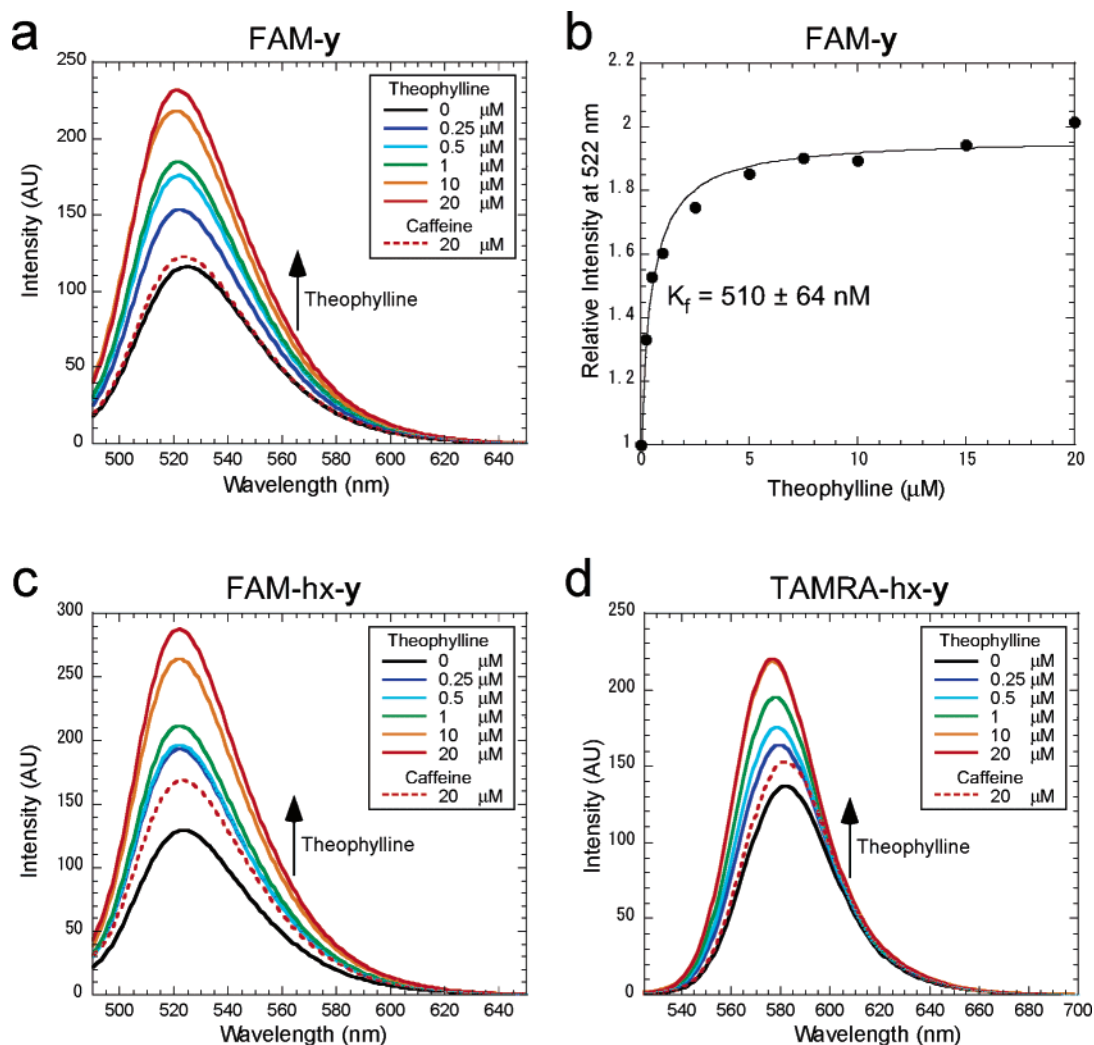 a
FAM-y
250
200
150
100
50
0
500 520 540 560 580 600 620 640
Intensity (AU)
Wavelength (nm)
Theophylline
0 μM
0.25 μM
0.5 μM
1 μM
10 μM
20 μM
Caffeine
20 μM
Theophylline
b
FAM-y
2.2
2
1.8
1.6
1.4
1.2
1
0 5 10 15 20
Relative Intensity at 522 nm
Theophylline (μM)
Kf = 510 ± 64 nM
c
FAM-hx-y
300
250
200
150
100
50
0
500 520 540 560 580 600 620 640
Intensity (AU)
Wavelength (nm)
Theophylline
0 μM
0.25 μM
0.5 μM
1 μM
10 μM
20 μM
Caffeine
20 μM
Theophylline
d
TAMRA-hx-y
250
200
150
100
50
0
540 560 580 600 620 640 660 680 700
Intensity (AU)
Wavelength (nm)
Theophylline
0 μM
0.25 μM
0.5 μM
1 μM
10 μM
20 μM
Caffeine
20 μM
Theophylline